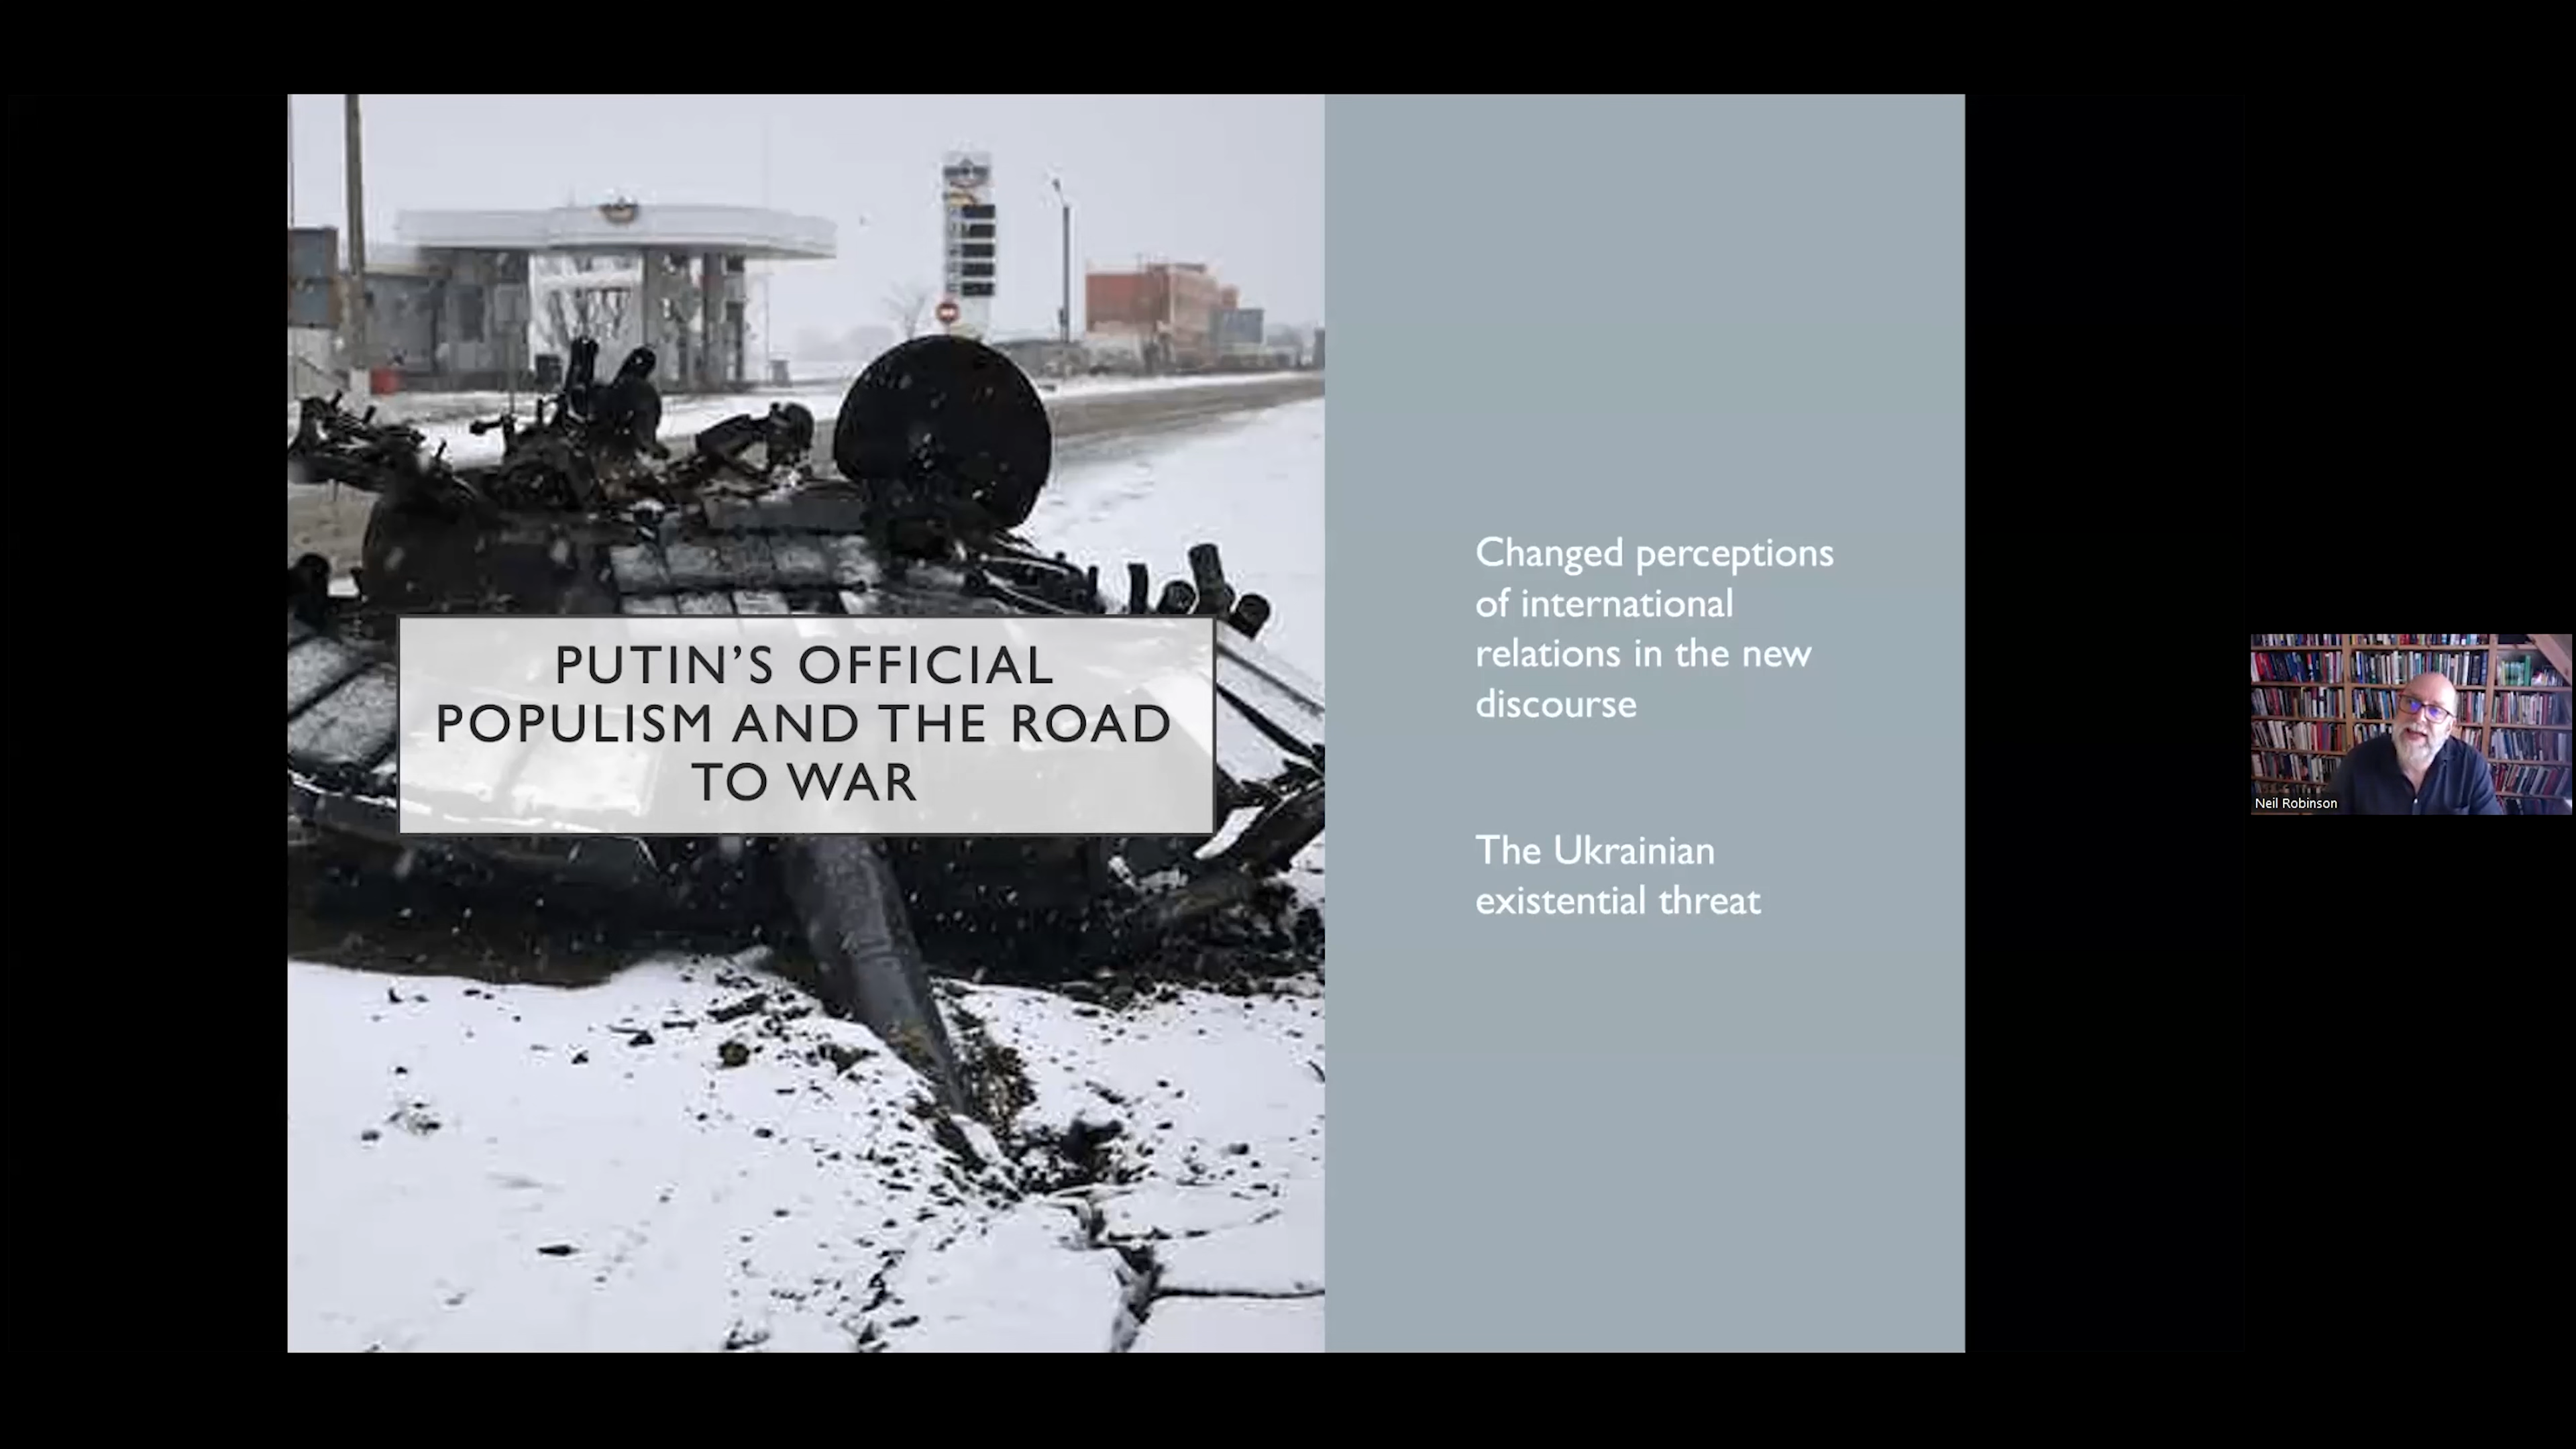 PUTIN’S OFFICIAL
POPULISM AND THE ROAD
TO WAR
Changed perceptions
of international
relations in the new
discourse
The Ukrainian
existential threat
Neil Robinson